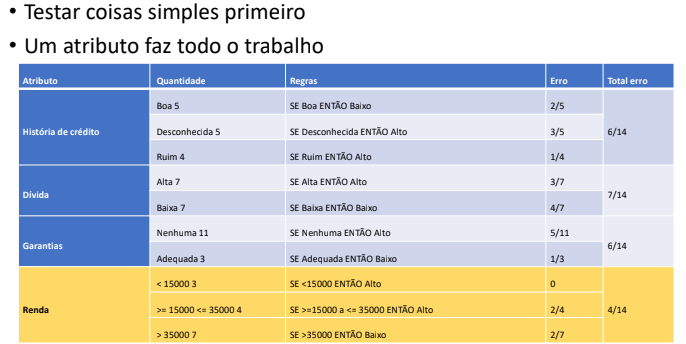 • Testar coisas simples primeiro
• Um atributo faz todo o trabalho
Atributo Quantidade Regras Erro Total erro
História de crédito Boa 5 SE Boa ENTÃO Baixo 2/5 6/14
Desconhecida 5 SE Desconhecida ENTÃO Alto 3/5
Ruim 4 SE Ruim ENTÃO Alto 1/4
Dívida Alta 7 SE Alta ENTÃO Alto 3/7 7/14
Baixa 7 SE Baixa ENTÃO Baixo 4/7
Garantias Nenhuma 11 SE Nenhuma ENTÃO Alto 5/11 6/14
Adequada 3 SE Adequada ENTÃO Baixo 1/3
Renda < 15000 3 SE <15000 ENTÃO Alto 0 4/14
>= 15000 <= 35000 4 SE >=15000 a <= 35000 ENTÃO Alto 2/4
> 35000 7 SE >35000 ENTÃO Baixo 2/7